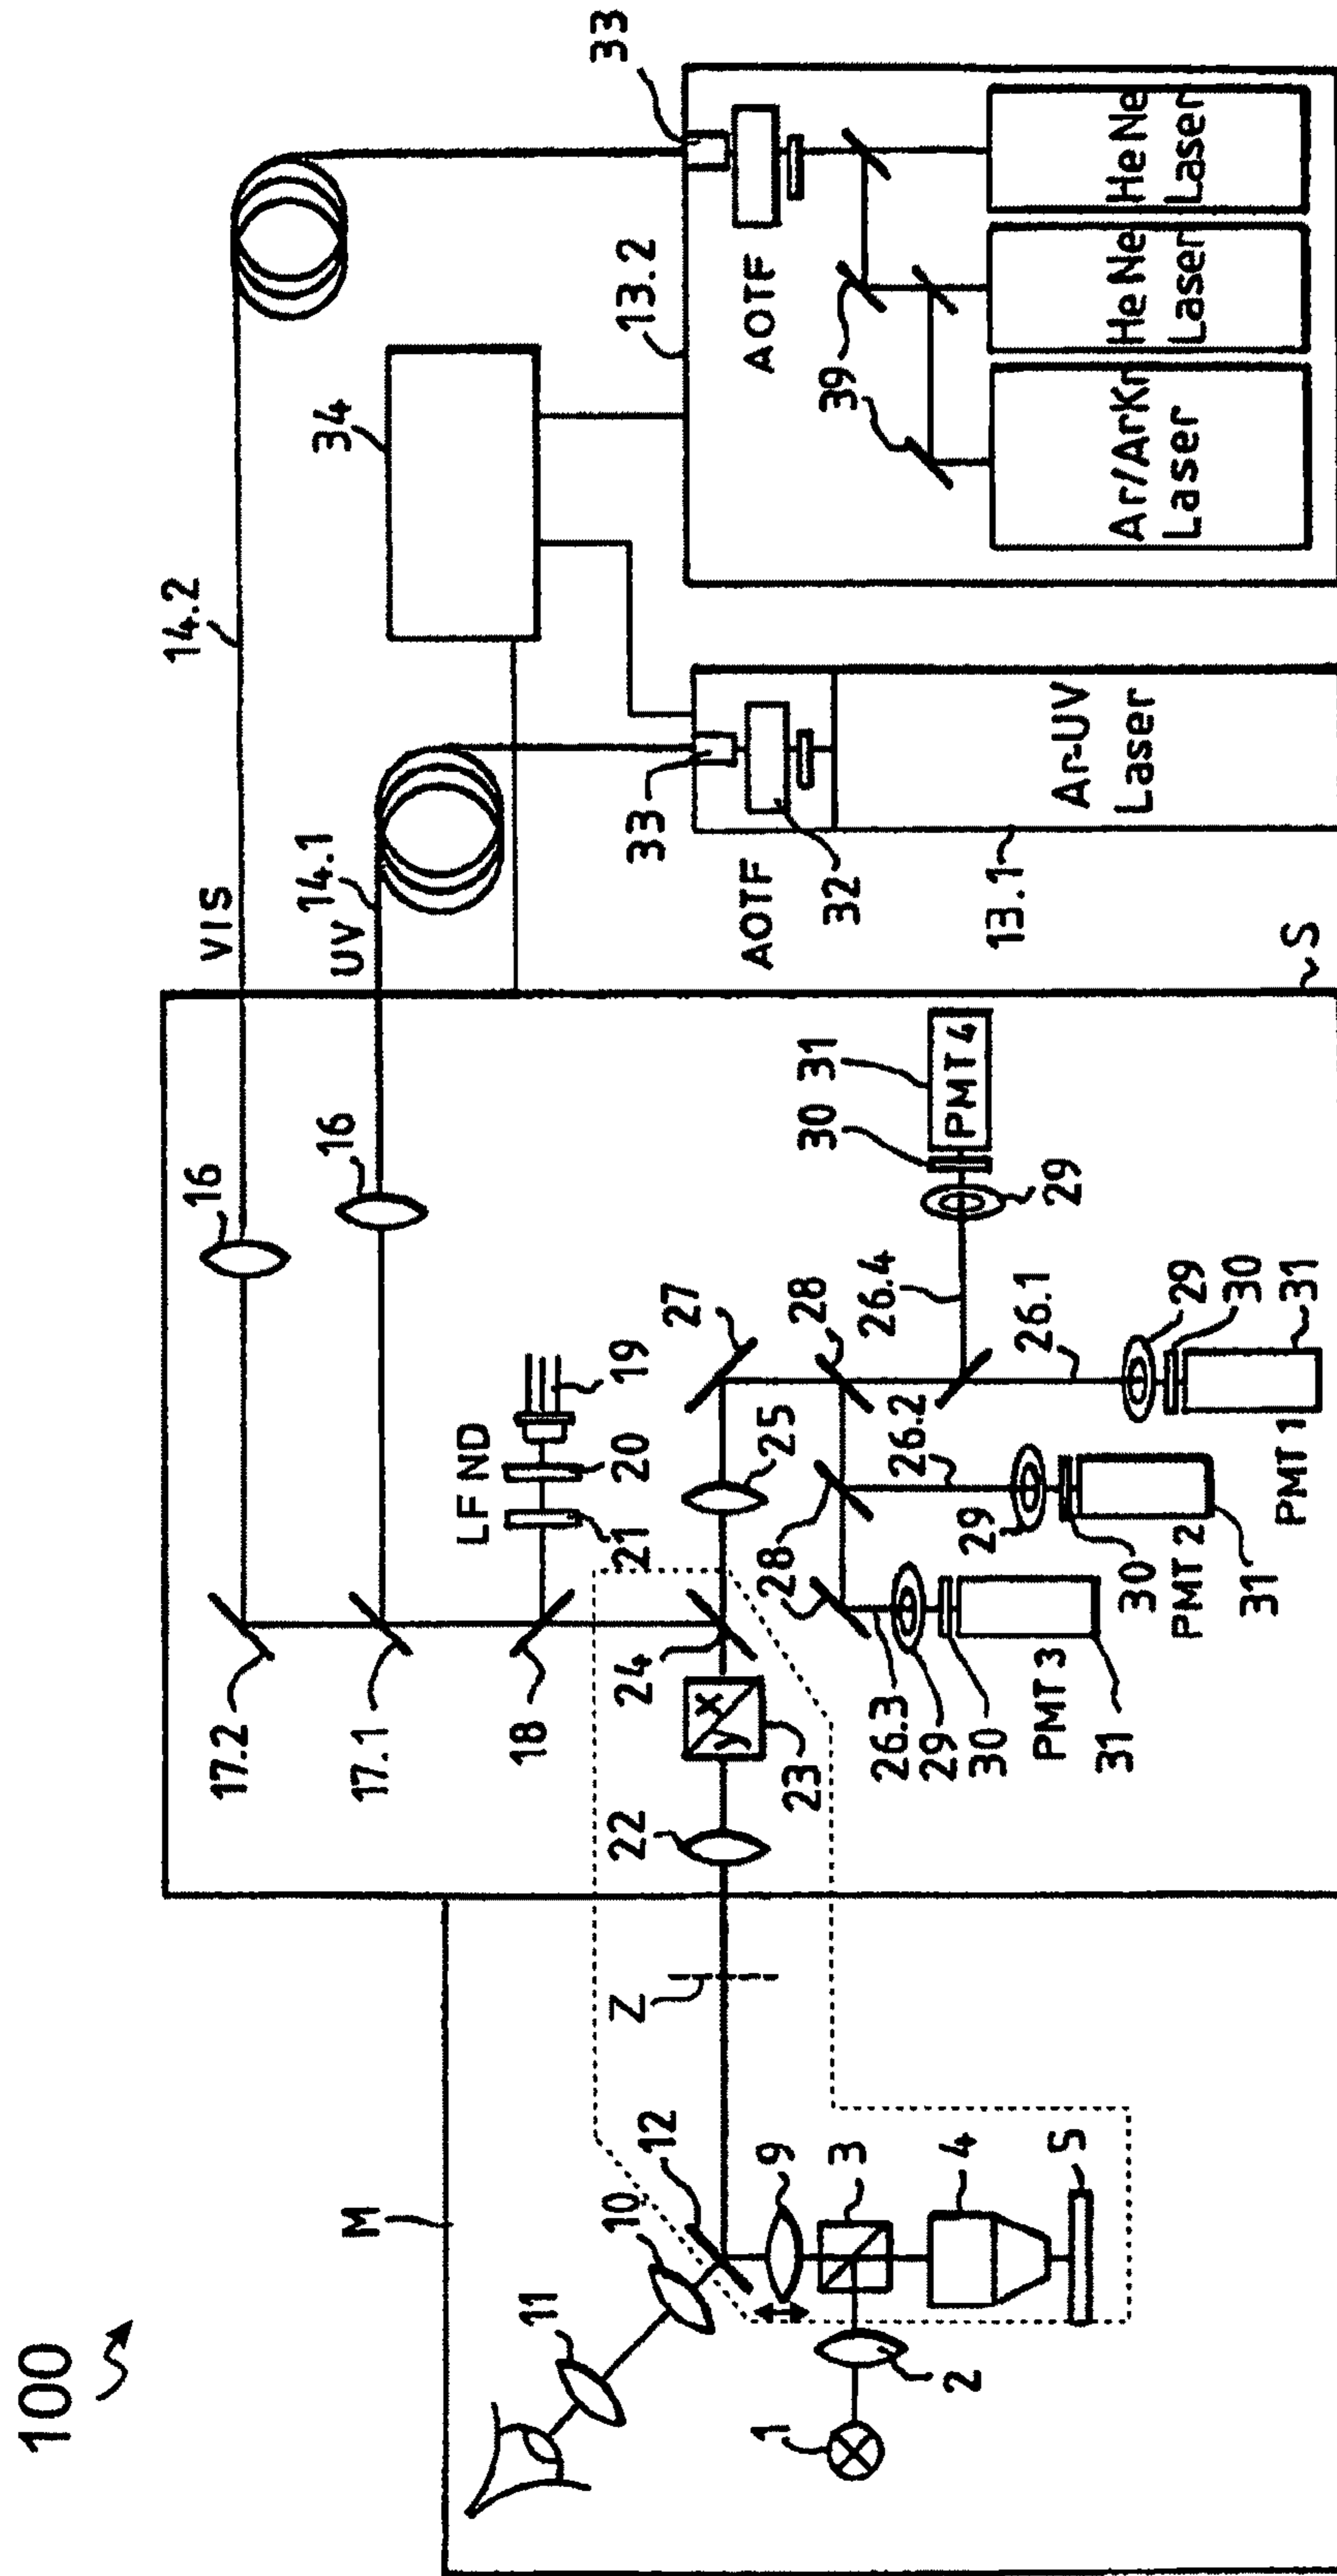 100
14.2
VIS
16
17.2
14.1
UV
16
34
33
M
17.1
LF ND
19
18
20
21
11
10
12
Z
22
24
25
27
33
13.2
y x
23
9
3
28
30 31
AOTF
AOTF
1
2
4
28
26.3
29
30
PMT 3
31
28
26.2
26.4
29
PMT 4
32
39
39
26.1
29
30
PMT 2
31
29
30
31
PMT 1
5
13.1
Ar-UV
Laser
Ar/ArKr
Laser
He Ne
Laser
He Ne
Laser
S